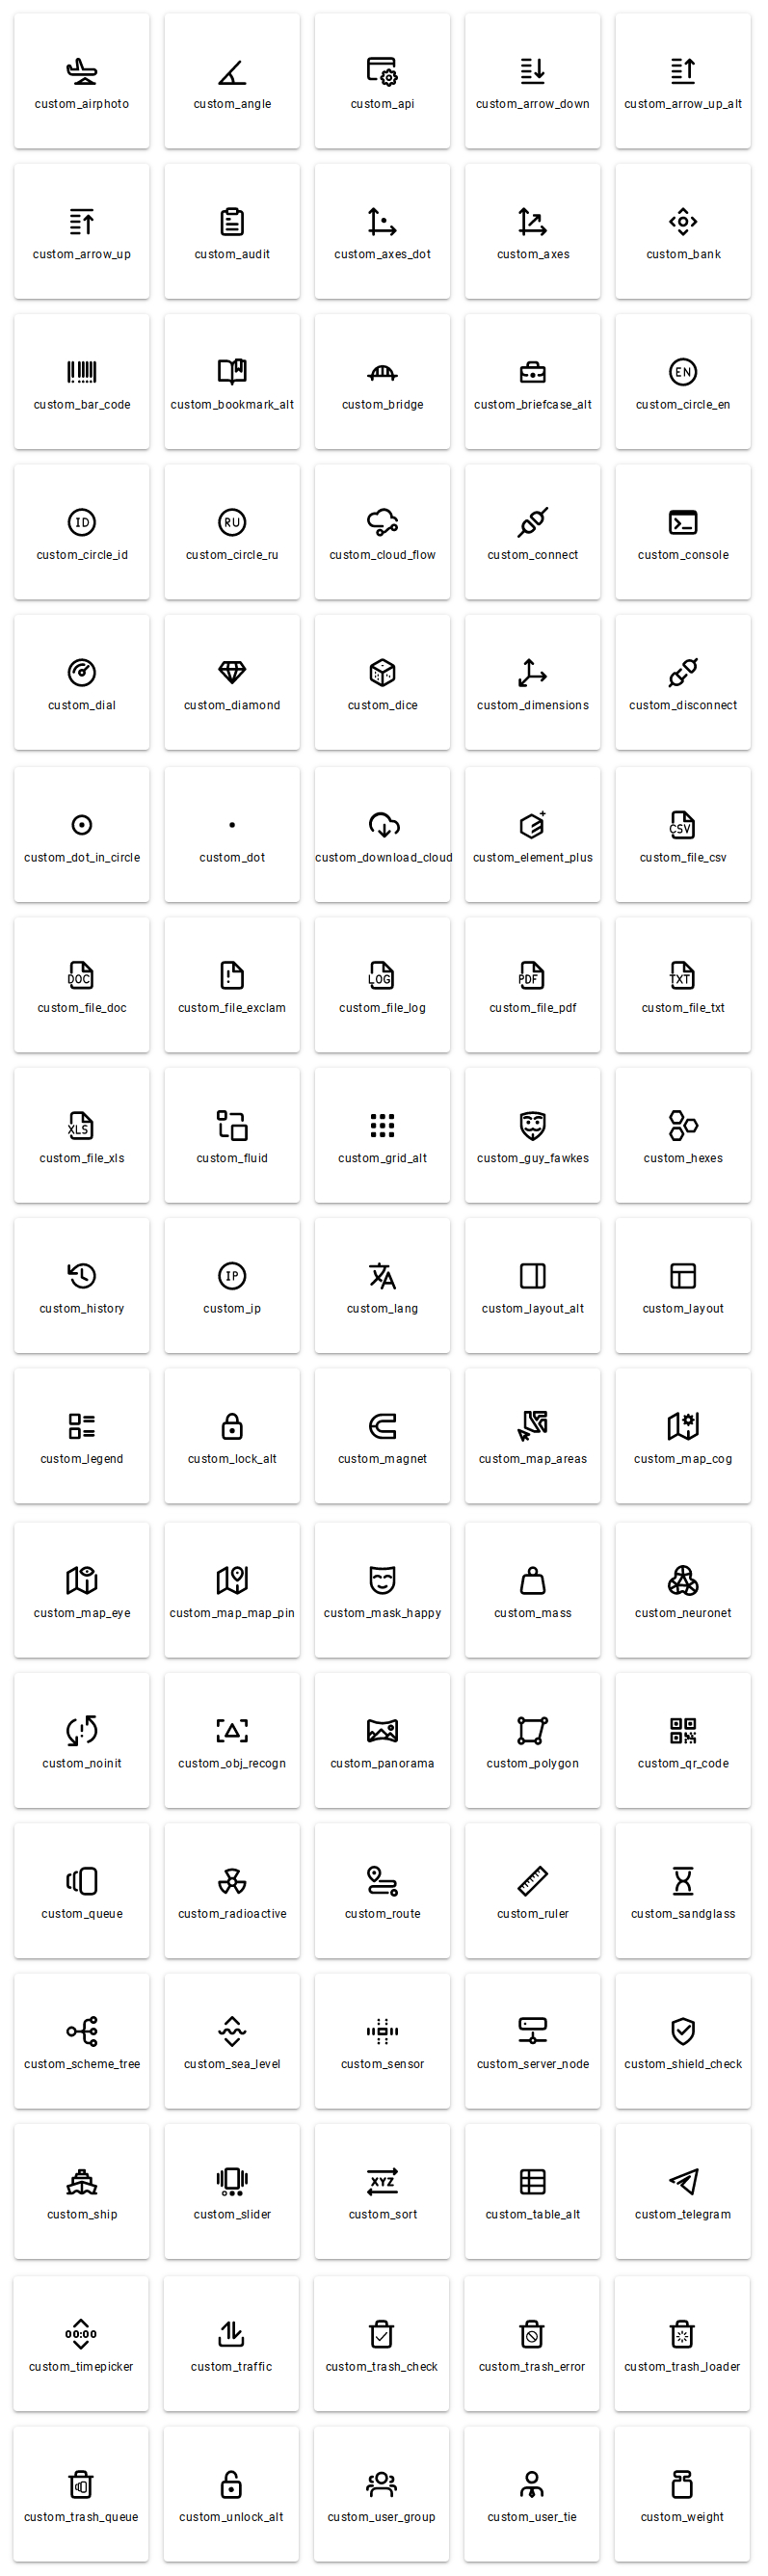 custom_airphoto custom_angle custom_api custom_arrow_down custom_arrow_up_alt
custom_arrow_up custom_audit custom_axes_dot custom_axes custom_bank
custom_bar_code custom_bookmark_alt custom_bridge custom_briefcase_alt EN custom_circle_en
ID custom_circle_id RU custom_circle_ru custom_cloud_flow custom_connect custom_console
custom_dial custom_diamond custom_dice custom_dimensions custom_disconnect
custom_dot_in_circle custom_dot custom_download_cloud custom_element_plus CSV custom_file_csv
DOC custom_file_doc custom_file_exclam LOG custom_file_log PDF custom_file_pdf TXT custom_file_txt
XLS custom_file_xls custom_fluid custom_grid_alt custom_guy_fawkes custom_hexes
custom_history IP custom_ip custom_lang custom_layout_alt custom_layout
custom_legend custom_lock_alt custom_magnet custom_map_areas custom_map_cog
custom_map_eye custom_map_map_pin custom_mask_happy custom_mass custom_neuronet
custom_noinit custom_obj_recogn custom_panorama custom_polygon custom_qr_code
custom_queue custom_radioactive custom_route custom_ruler custom_sandglass
custom_scheme_tree custom_sea_level custom_sensor custom_server_node custom_shield_check
custom_ship custom_slider XYZ custom_sort custom_table_alt custom_telegram
00:00 custom_timepicker custom_traffic custom_trash_check custom_trash_error custom_trash_loader
custom_trash_queue custom_unlock_alt custom_user_group custom_user_tie custom_weight